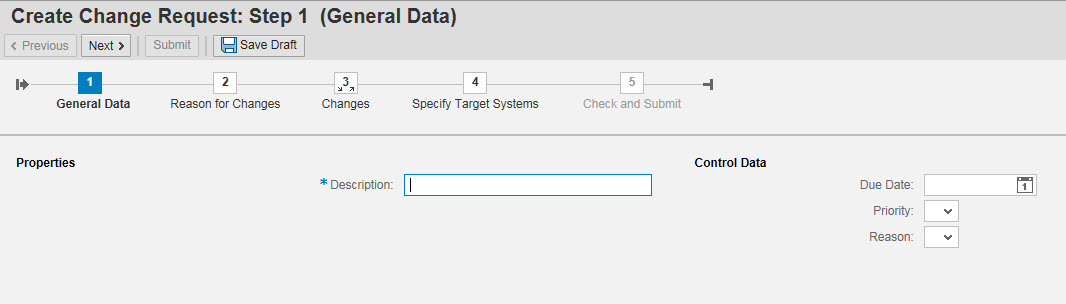 Create Change Request: Step 1 (General Data)
Previous Next Submit Save Draft
1 2 3 4 5
General Data Reason for Changes Changes Specify Target Systems Check and Submit
Properties Control Data
* Description: Due Date: 1
Priority:
Reason: